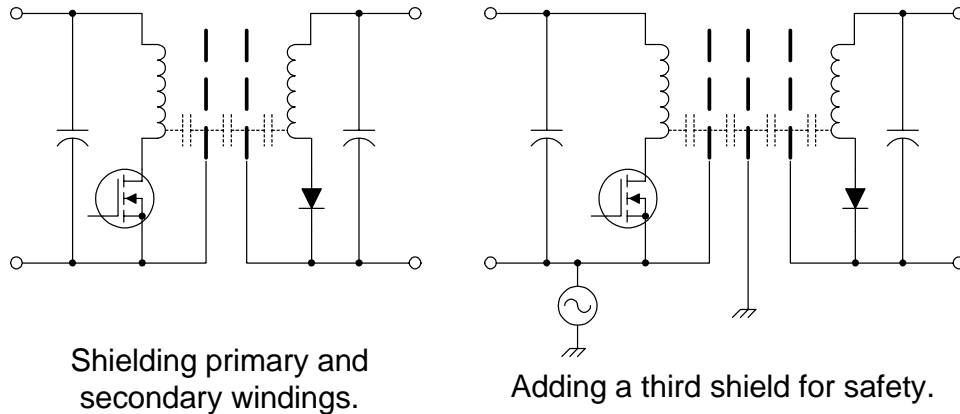 Shielding primary and
secondary windings.
Adding a third shield for safety.